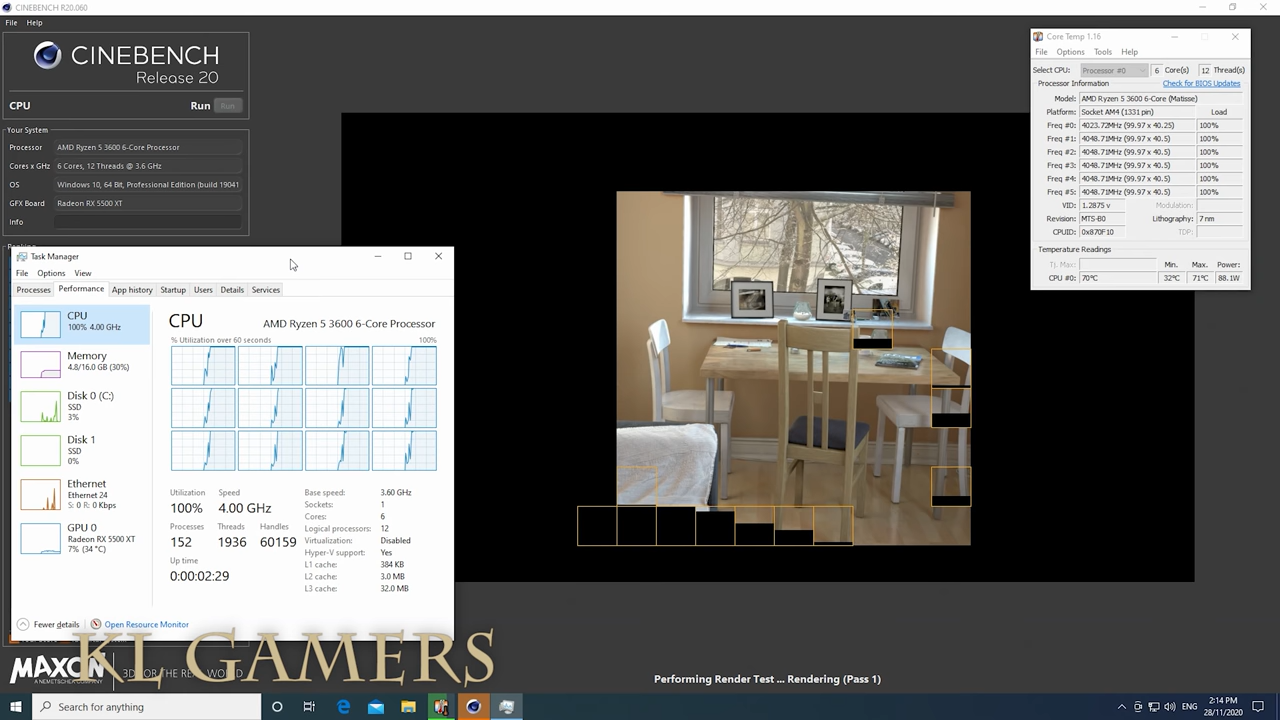 CINEBENCH R20.060
File Help
CINEBENCH
Release 20
CPU Run Run
Your System
Processor AMD Ryzen 5 3600 6-Core Processor
Cores x GHz 6 Cores, 12 Threads @ 3.6 GHz
OS Windows 10, 64 Bit, Professional Edition (build 19041
GFX Board Radeon RX 5500 XT
Info
Task Manager
File Options View
Processes Performance App history Startup Users Details Services
CPU
100% 4.00 GHz
Memory
4.8/16.0 GB (30%)
Disk 0 (C:)
SSD
3%
Disk 1
SSD
0%
Ethernet
Ethernet 24
S: 0 R: 0 Kbps
GPU 0
Radeon RX 5500 XT
7% (34 °C)
CPU AMD Ryzen 5 3600 6-Core Processor
% Utilization over 60 seconds 100%
Utilization Speed
100% 4.00 GHz
Processes Threads Handles
152 1936 60159
Up time
0:00:02:29
Base speed: 3.60 GHz
Sockets: 1
Cores: 6
Logical processors: 12
Virtualization: Disabled
Hyper-V support: Yes
L1 cache: 384 KB
L2 cache: 3.0 MB
L3 cache: 32.0 MB
Fewer details Open Resource Monitor
Core Temp 1.16
File Options Tools Help
Select CPU: Processor #0 6 Core(s) 12 Thread(s)
Processor Information Check for BIOS Updates
Model: AMD Ryzen 5 3600 6-Core (Matisse)
Platform: Socket AM4 (1331 pin) Load
Freq #0: 4023.72MHz (99.97 x 40.25) 100%
Freq #1: 4048.71MHz (99.97 x 40.5) 100%
Freq #2: 4048.71MHz (99.97 x 40.5) 100%
Freq #3: 4048.71MHz (99.97 x 40.5) 100%
Freq #4: 4048.71MHz (99.97 x 40.5) 100%
Freq #5: 4048.71MHz (99.97 x 40.5) 100%
VID: 1.2875 v Modulation:
Revision: MTS-B0 Lithography: 7 nm
CPUID: 0x870F10 TDP:
Temperature Readings
Tj. Max: Min. Max. Power:
CPU #0: 70°C 32°C 71°C 88.1W
KL GAMERS
MAXON
A NEMETSCHEK COMPANY
3D FOR THE REAL WORLD
Performing Render Test ... Rendering (Pass 1)
Search for anything
ENG
2:14 PM
28/11/2020